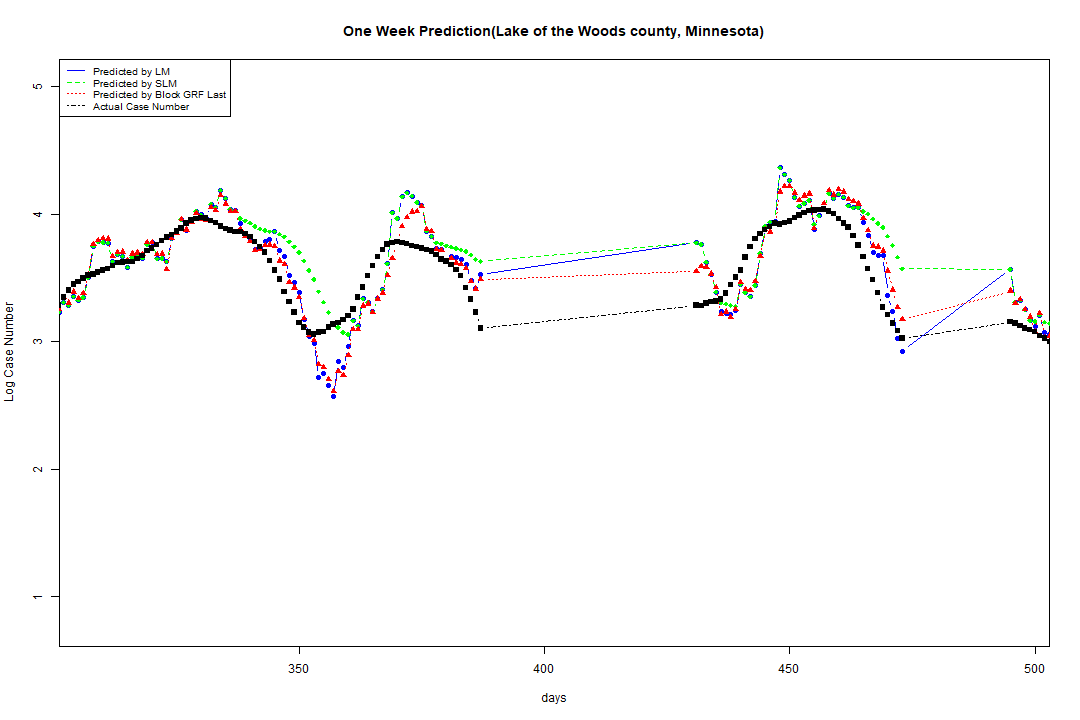 One Week Prediction(Lake of the Woods county, Minnesota)
Predicted by LM
Predicted by SLM
Predicted by Block GRF Last
Actual Case Number
5
4
3
2
1
Log Case Number
350
400
450
500
days